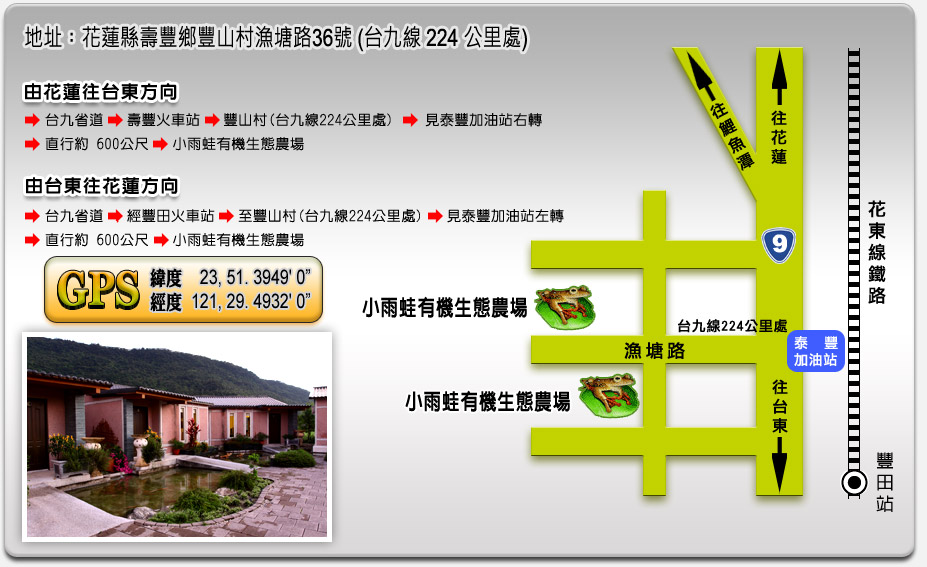 地址：花蓮縣壽豐鄉豐山村漁塘路36號 (台九線 224 公里處)
由花蓮往台東方向
台九省道 壽豐火車站 豐山村(台九線224公里處) 見泰豐加油站右轉
直行約 600公尺 小雨蛙有機生態農場
由台東往花蓮方向
台九省道 經豐田火車站 至豐山村(台九線224公里處) 見泰豐加油站左轉
直行約 600公尺 小雨蛙有機生態農場
GPS
緯度 23, 51. 3949' 0"
經度 121, 29. 4932' 0"
往鯉魚潭
往花蓮
9
花東線鐵路
小雨蛙有機生態農場
台九線224公里處
漁塘路
泰豐
加油站
小雨蛙有機生態農場
往台東
豐田站